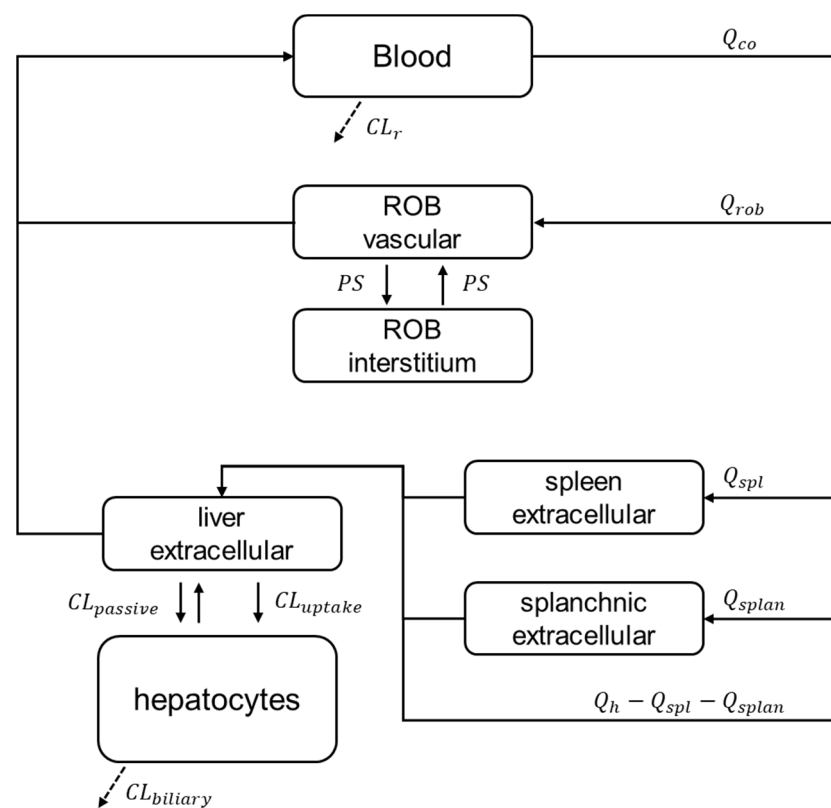 Blood
Q_co
CL_r
ROB
vascular
Q_rob
PS
PS
ROB
interstitium
spleen
extracellular
Q_spl
liver
extracellular
CL_passive
CL_uptake
splanchnic
extracellular
Q_splan
hepatocytes
Q_h − Q_spl − Q_splan
CL_biliary